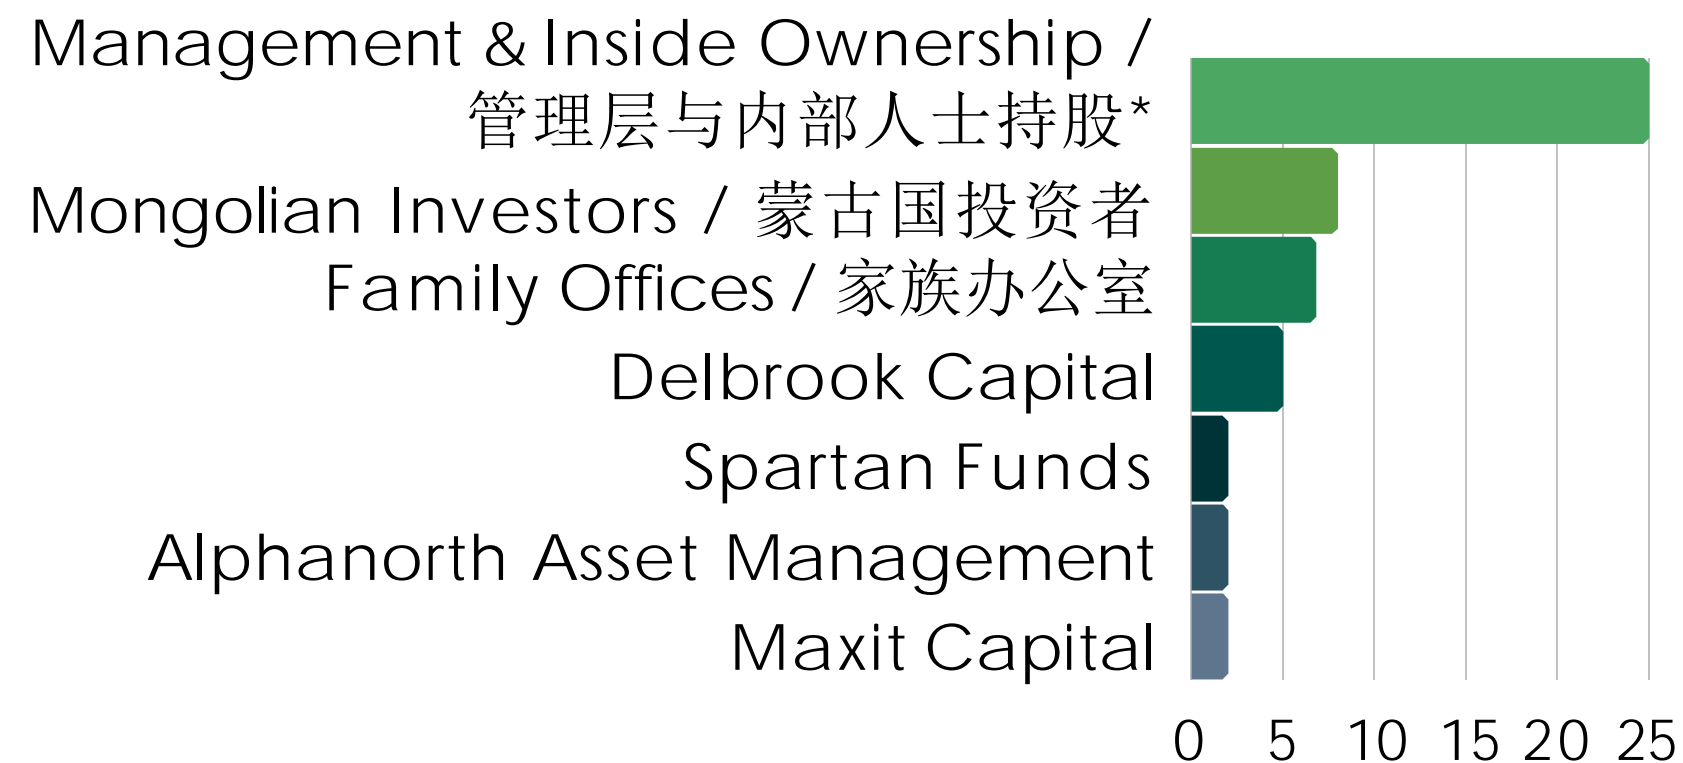 Management & Inside Ownership /
管理层与内部人士持股*
Mongolian Investors / 蒙古国投资者
Family Offices / 家族办公室
Delbrook Capital
Spartan Funds
Alphanorth Asset Management
Maxit Capital
0 5 10 15 20 25